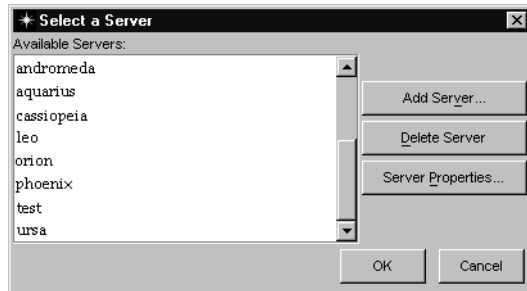 Select a Server
Available Servers:
andromeda
aquarius
cassiopeia
leo
orion
phoenix
test
ursa
Add Server...
Delete Server
Server Properties...
OK
Cancel